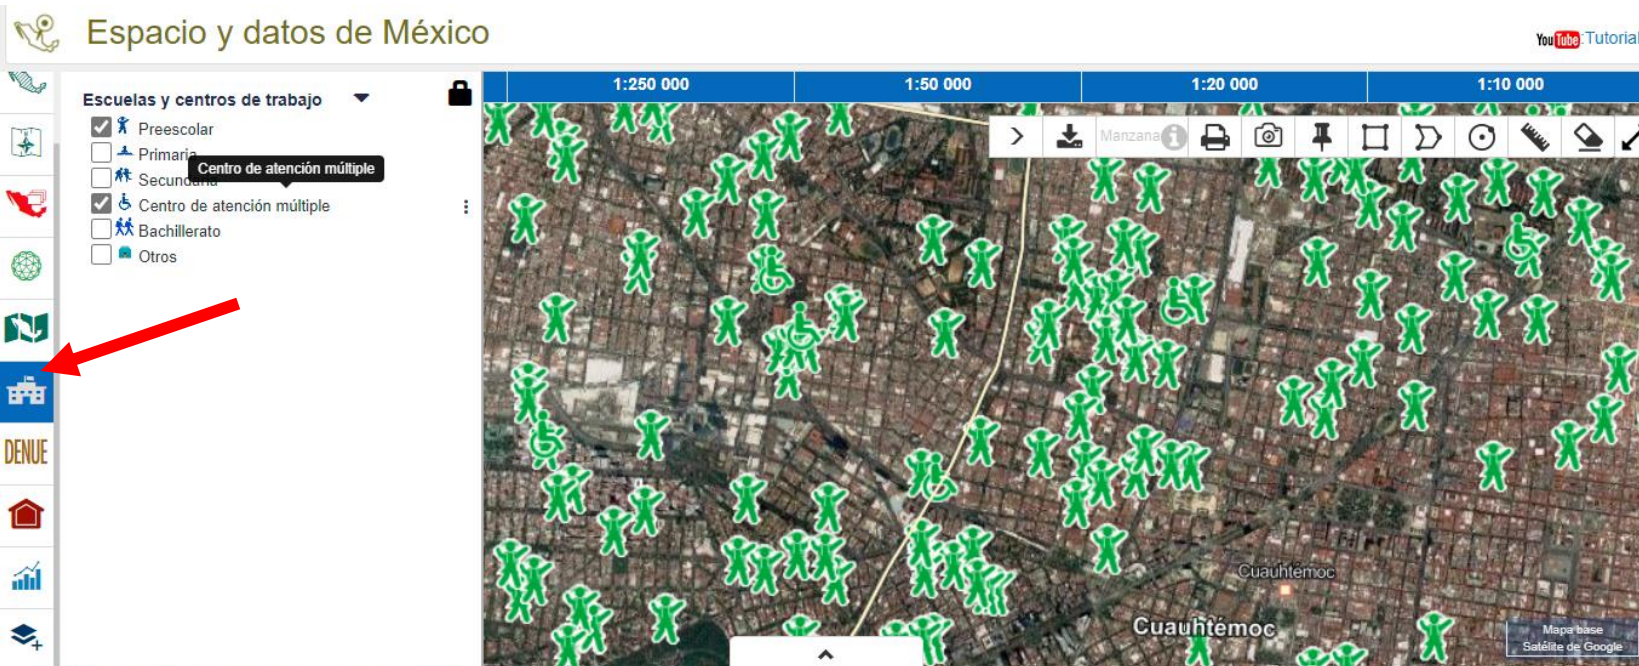 Espacio y datos de México
YouTube:Tutorial
Escuelas y centros de trabajo
1:250 000
1:50 000
1:20 000
1:10 000
Preescolar
Primaria
Centro de atención múltiple
Secundaria
Centro de atención múltiple
Bachillerato
Otros
Manzana
DENUE
Cuauhtémoc
Cuauhtémoc
Mapa base
Satélite de Google